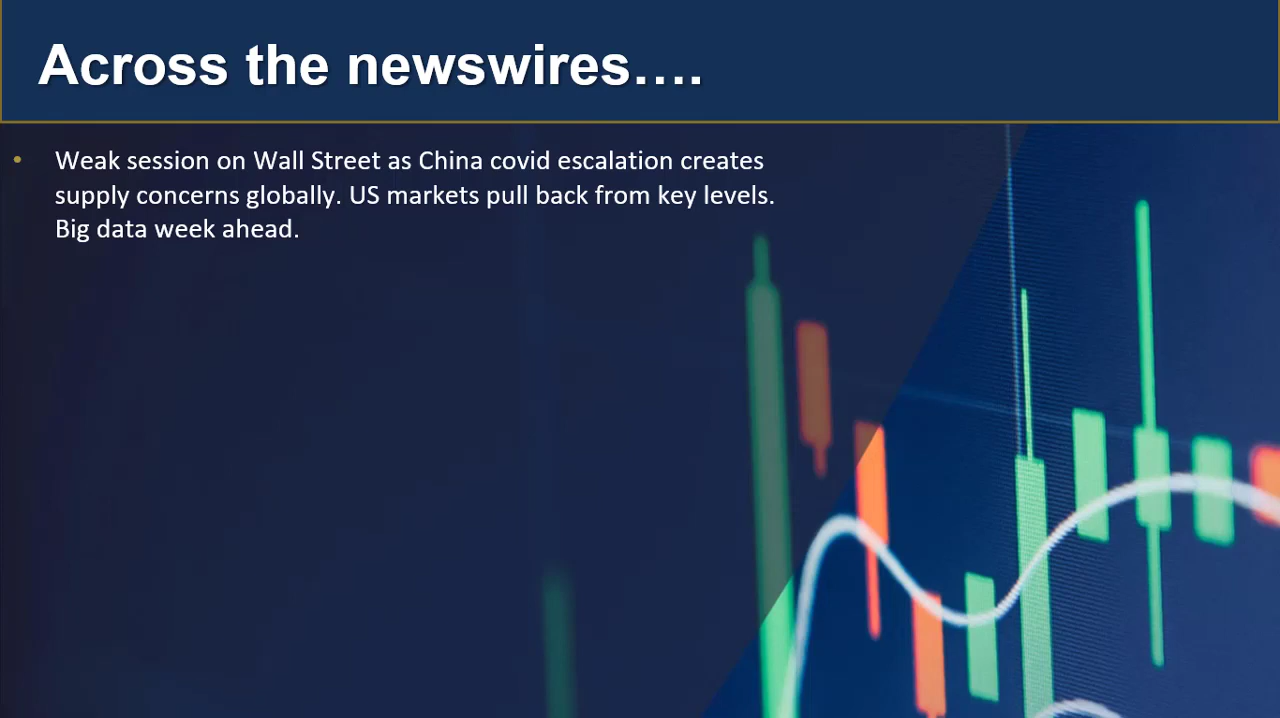 Across the newswires….
• Weak session on Wall Street as China covid escalation creates
supply concerns globally. US markets pull back from key levels.
Big data week ahead.